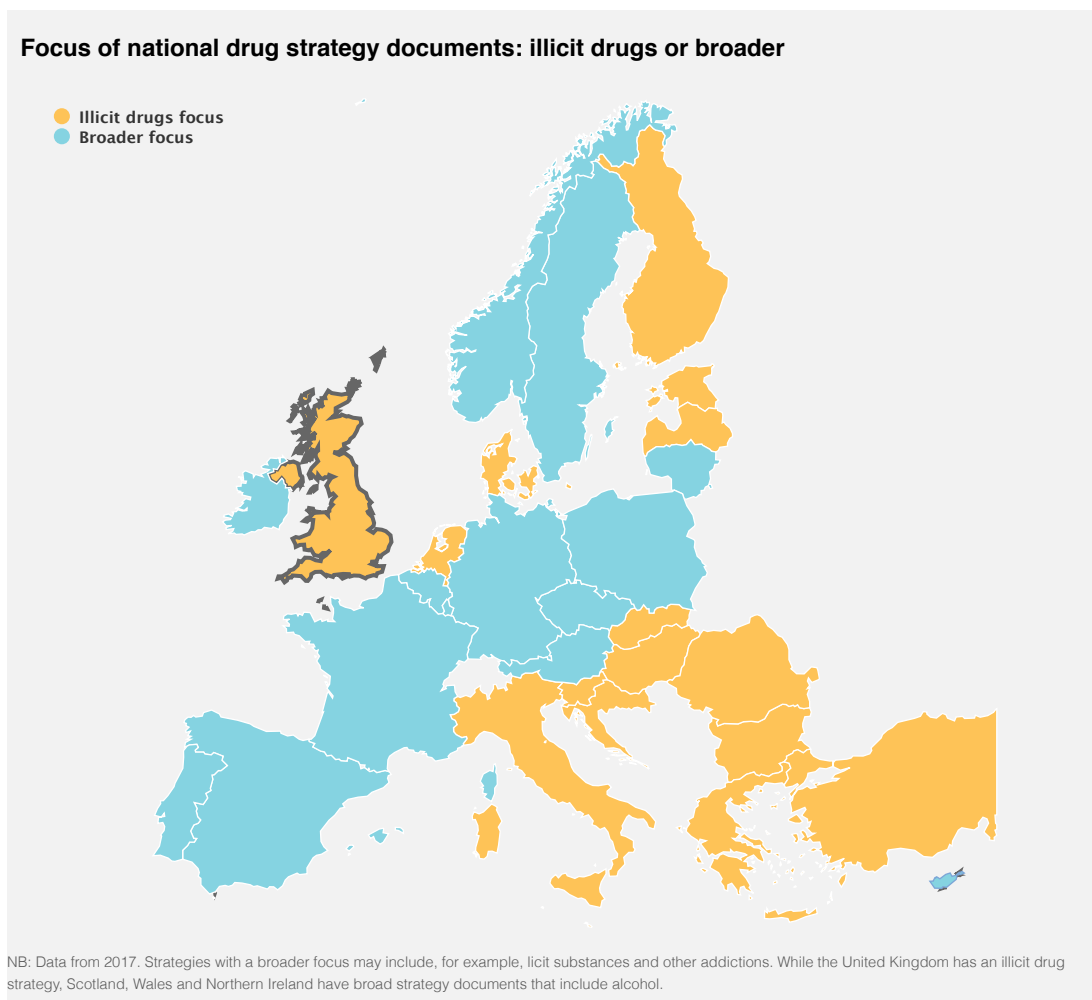 Focus of national drug strategy documents: illicit drugs or broader
Illicit drugs focus
Broader focus
NB: Data from 2017. Strategies with a broader focus may include, for example, licit substances and other addictions. While the United Kingdom has an illicit drug
strategy, Scotland, Wales and Northern Ireland have broad strategy documents that include alcohol.